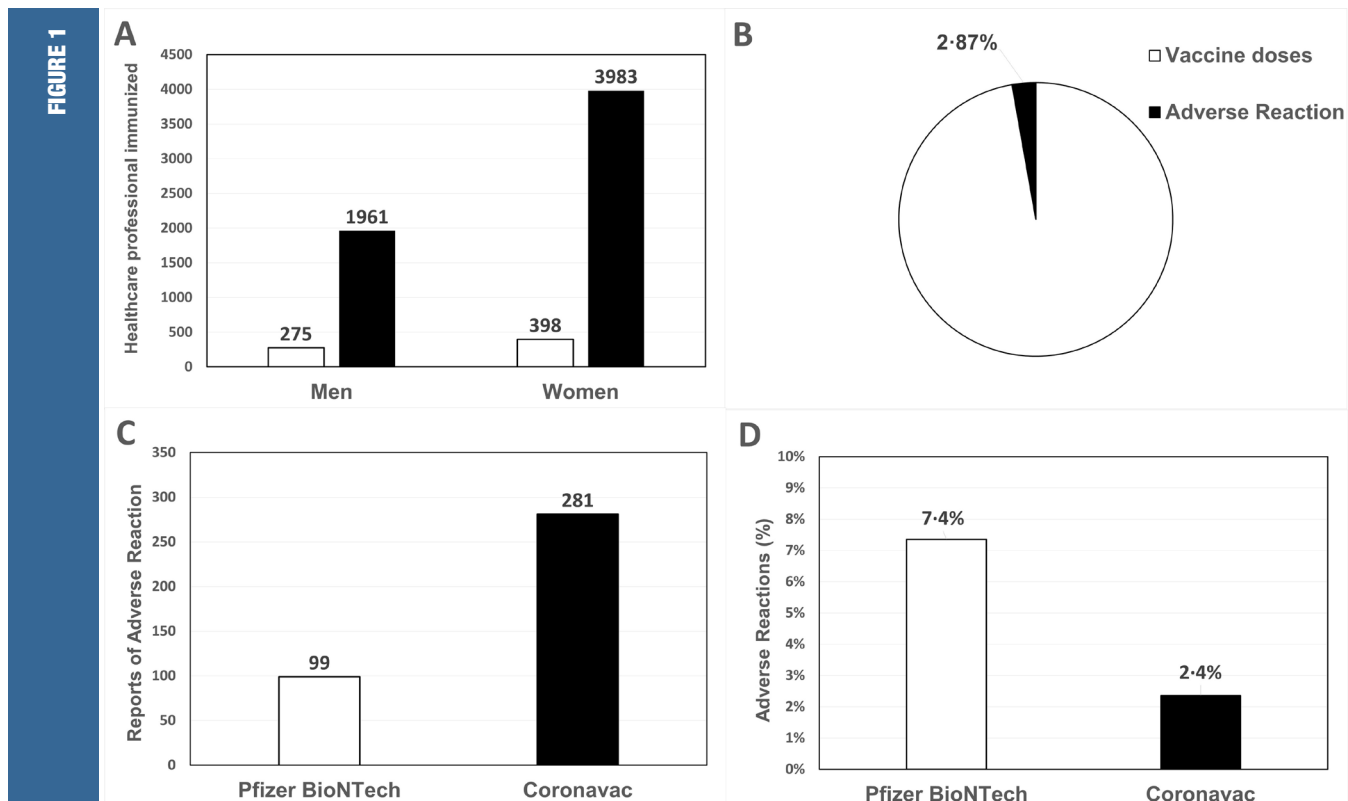 FIGURE 1
A
Healthcare professional immunized
4500
4000
3500
3000
2500
2000
1500
1000
500
0
275
1961
398
3983
Men
Women
B
2·87%
Vaccine doses
Adverse Reaction
C
Reports of Adverse Reaction
350
300
250
200
150
100
50
0
99
281
Pfizer BioNTech
Coronavac
D
Adverse Reactions (%)
10%
9%
8%
7%
6%
5%
4%
3%
2%
1%
0%
7·4%
2·4%
Pfizer BioNTech
Coronavac